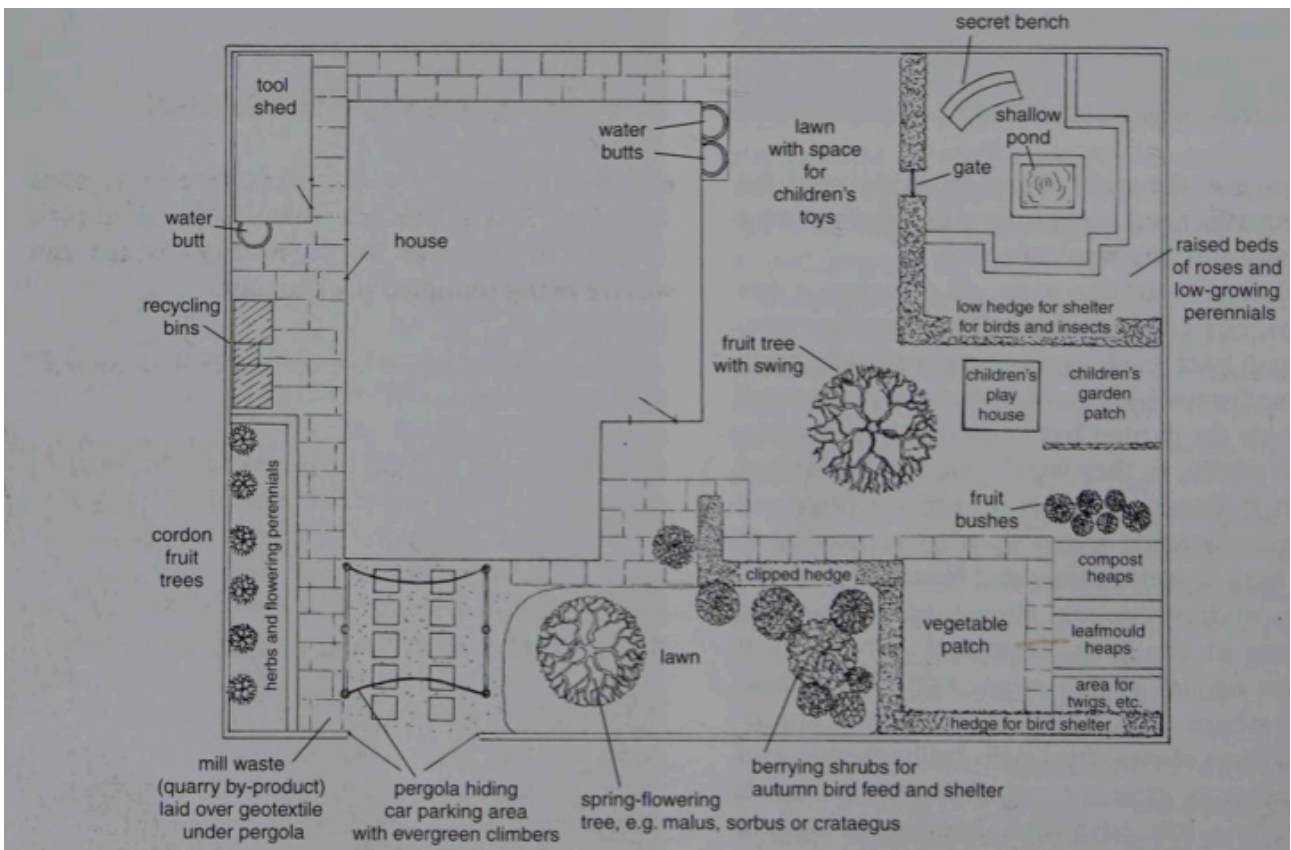 secret bench
tool
shed
water
butts
lawn
with space
for
children's
toys
shallow
pond
gate
water
butt
house
raised beds
of roses and
low-growing
perennials
recycling
bins
low hedge for shelter
for birds and insects
fruit tree
with swing
children's
play
house
children's
garden
patch
cordon
fruit
trees
herbs and flowering perennials
fruit
bushes
compost
heaps
clipped hedge
vegetable
patch
leafmould
heaps
lawn
area for
twigs, etc.
hedge for bird shelter
mill waste
(quarry by-product)
laid over geotextile
under pergola
pergola hiding
car parking area
with evergreen climbers
spring-flowering
tree, e.g. malus, sorbus or crataegus
berrying shrubs for
autumn bird feed and shelter